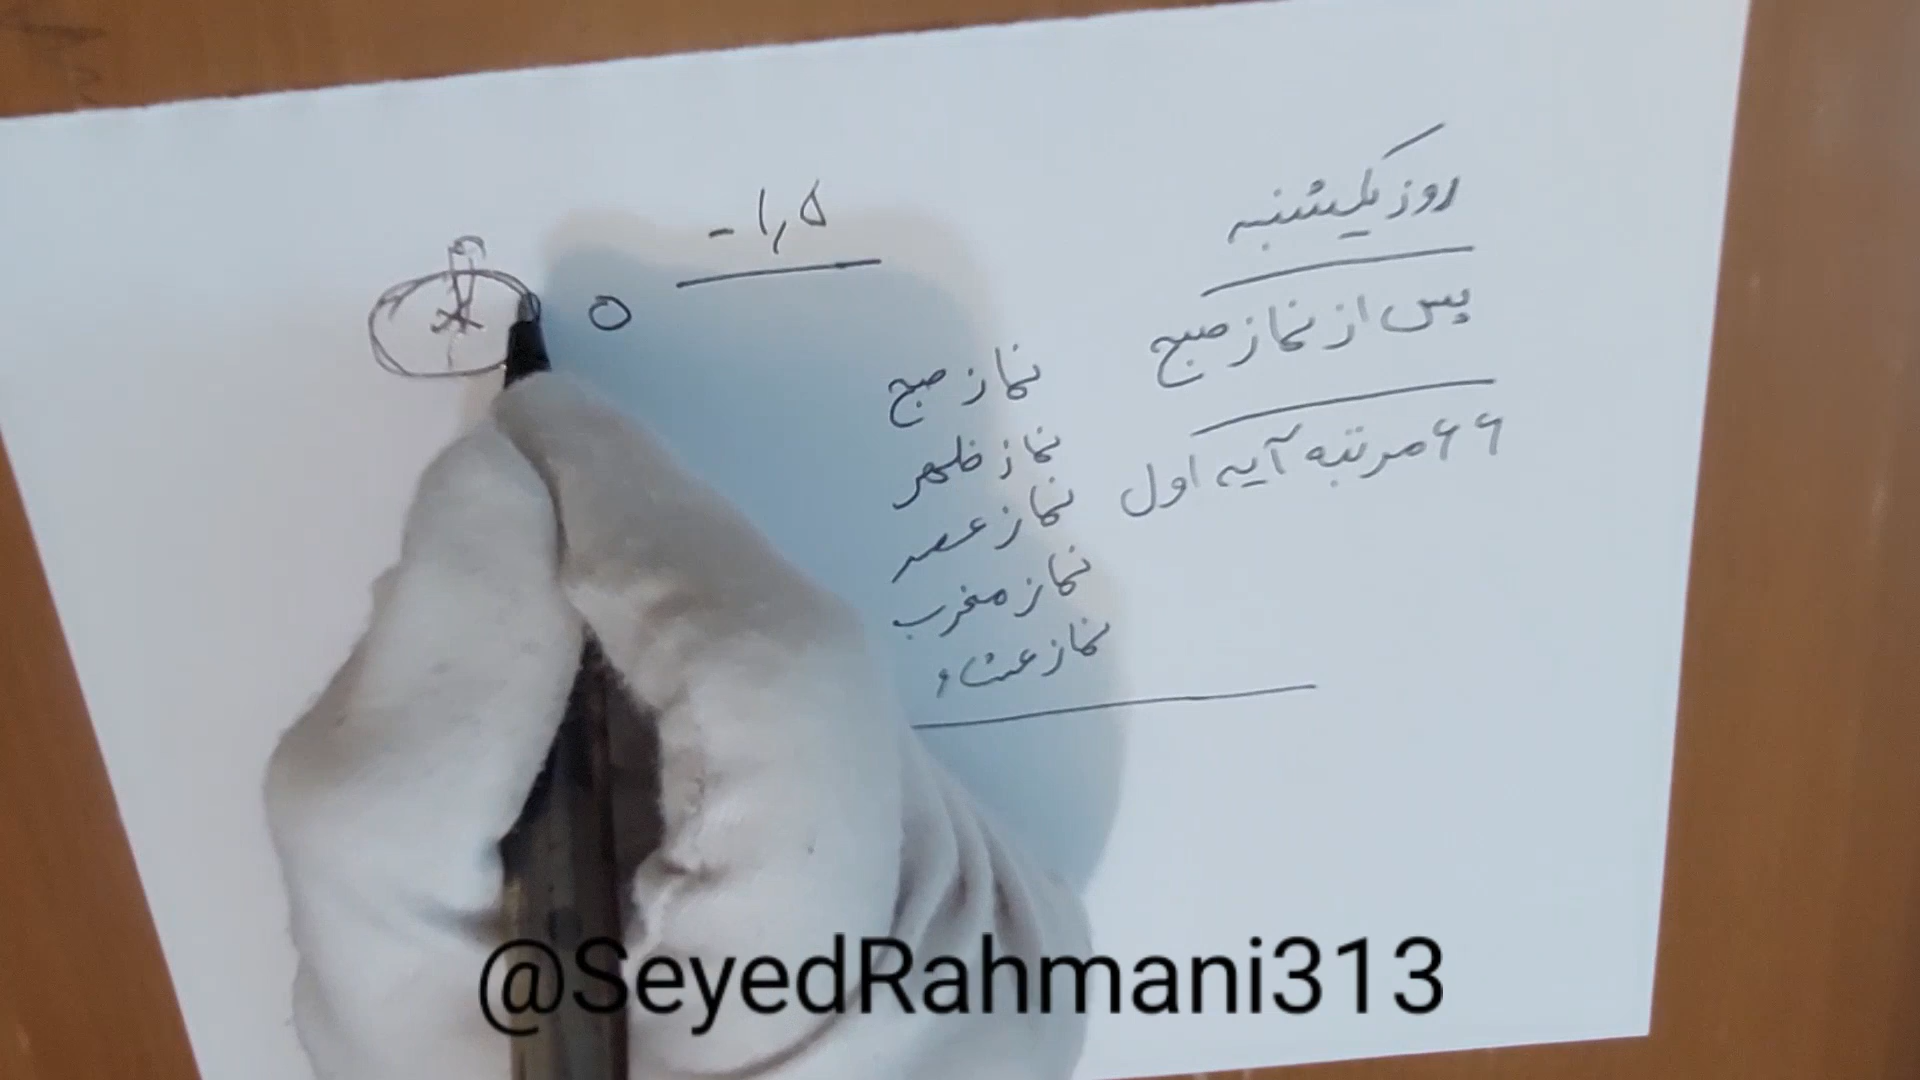 روز یکشنبه
پس از نماز صبح
۶۶ مرتبه آیه اول
- ۱,۵
نماز صبح
نماز ظهر
نماز عصر
نماز مغرب
نماز عشاء
@SeyedRahmani313